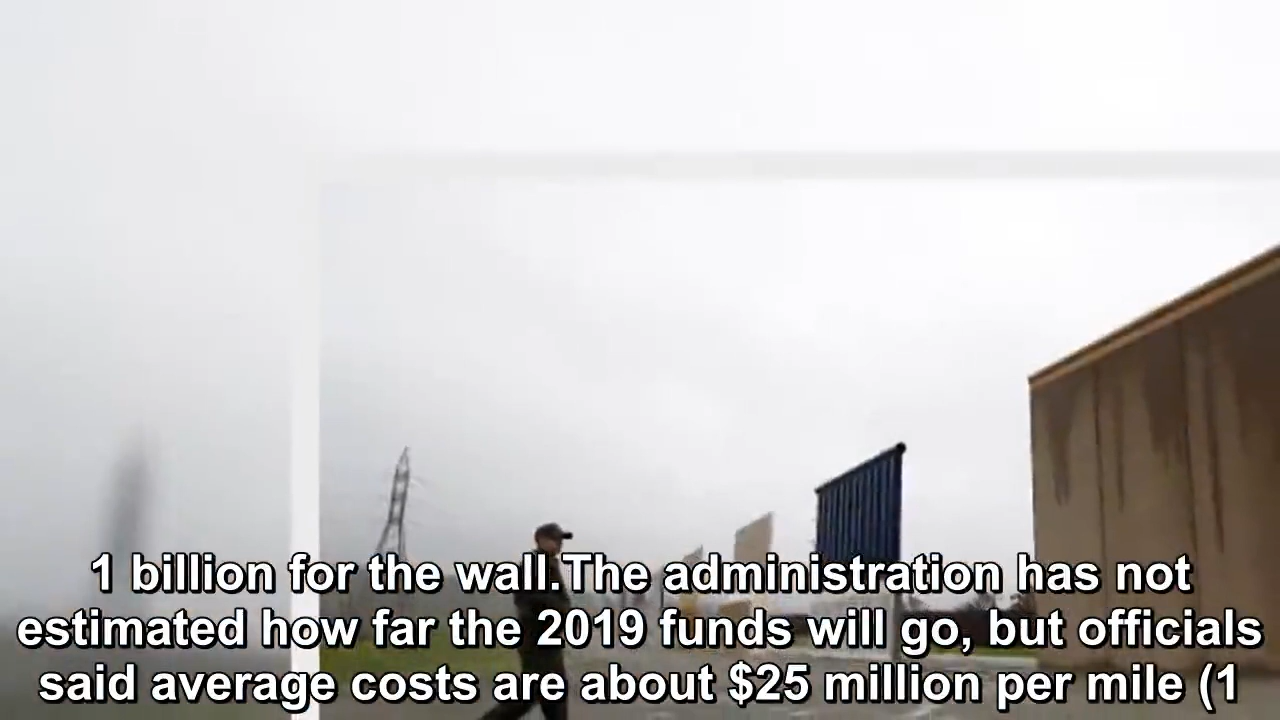 1 billion for the wall.The administration has not
estimated how far the 2019 funds will go, but officials
said average costs are about $25 million per mile (1